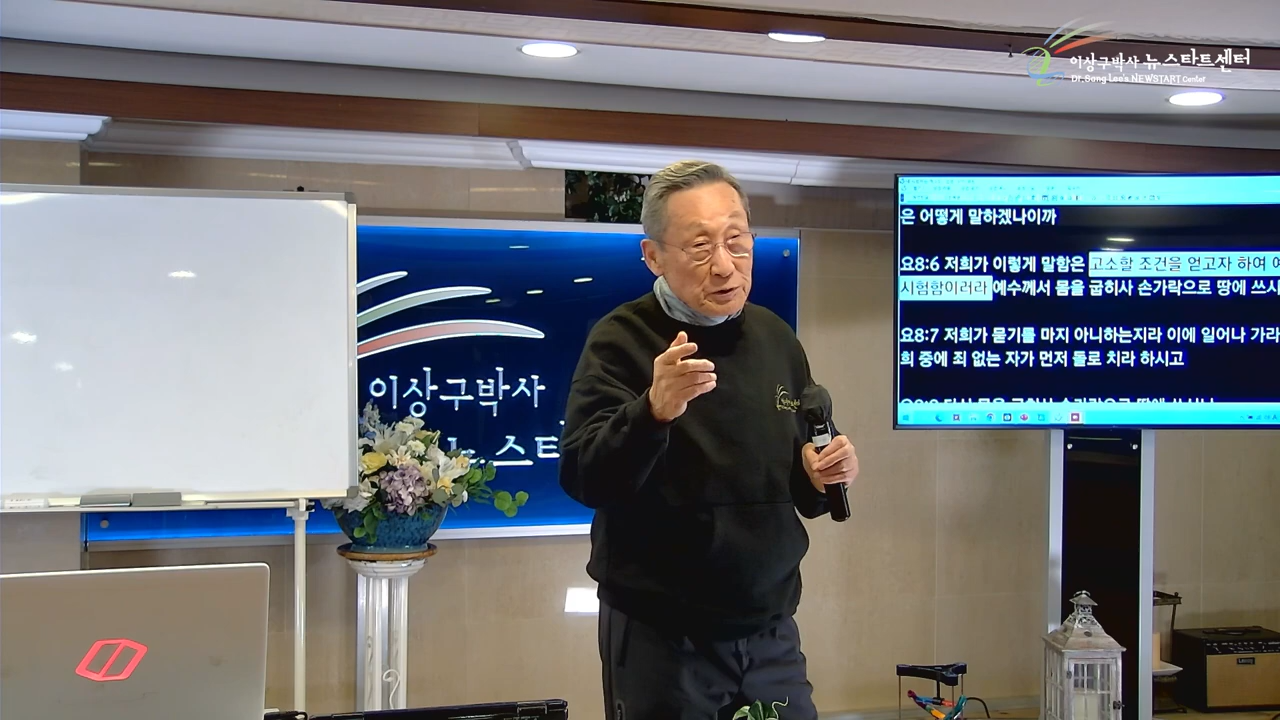 이상구박사 뉴스타트센터
Dr.Sang Lee's NEWSTART Center
은 어떻게 말하겠나이까
요8:6 저희가 이렇게 말함은 고소할 조건을 얻고자 하여 예
시험함이러라 예수께서 몸을 굽히사 손가락으로 땅에 쓰시
요8:7 저희가 묻기를 마지 아니하는지라 이에 일어나 가라
희 중에 죄 없는 자가 먼저 돌로 치라 하시고
이상구박사
뉴스타